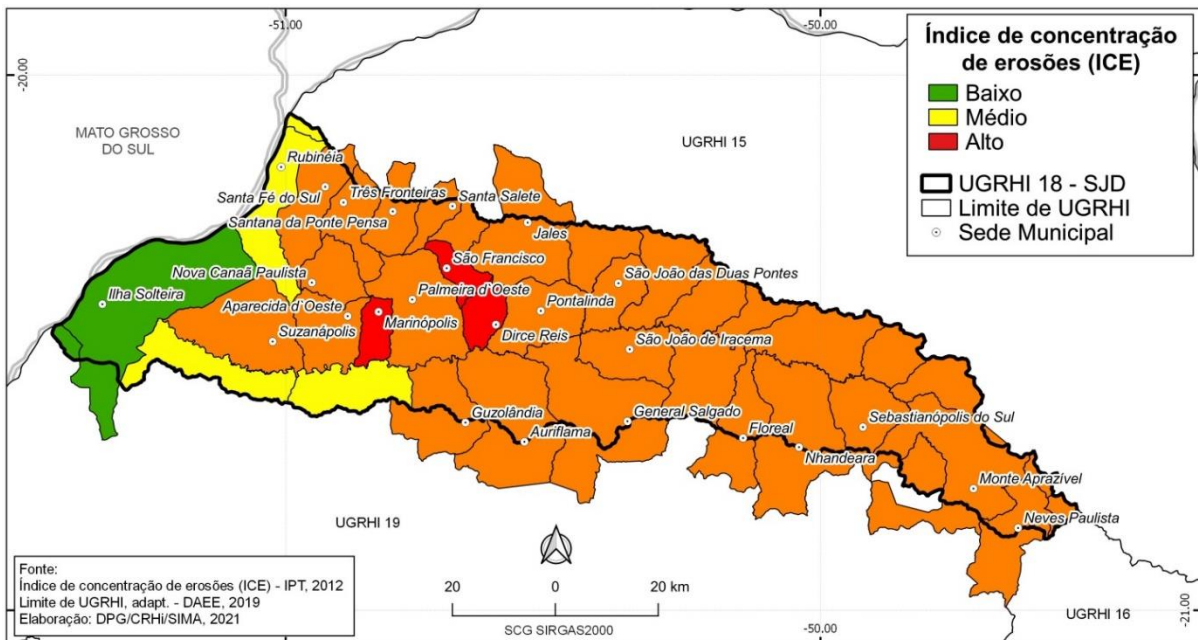 -51.00
-50.00
-20.00
MATO GROSSO
DO SUL
UGRHI 15
Índice de concentração
de erosões (ICE)
Baixo
Médio
Alto
UGRHI 18 - SJD
Limite de UGRHI
Sede Municipal
Rubinéia
Santa Fé do Sul
Três Fronteiras
Santa Salete
Santana da Ponte Pensa
Jales
São Francisco
Nova Canaã Paulista
São João das Duas Pontes
Ilha Solteira
Palmeira d`Oeste
Aparecida d`Oeste
Pontalinda
Marinópolis
Suzanápolis
Dirce Reis
São João de Iracema
Guzolândia
General Salgado
Sebastianópolis do Sul
Auriflama
Floreal
Nhandeara
Monte Aprazível
Neves Paulista
UGRHI 19
Fonte:
Índice de concentração de erosões (ICE) - IPT, 2012
Limite de UGRHI, adapt. - DAEE, 2019
Elaboração: DPG/CRHi/SIMA, 2021
20 0 20 km
SCG SIRGAS2000
UGRHI 16
-21.00
-50.00